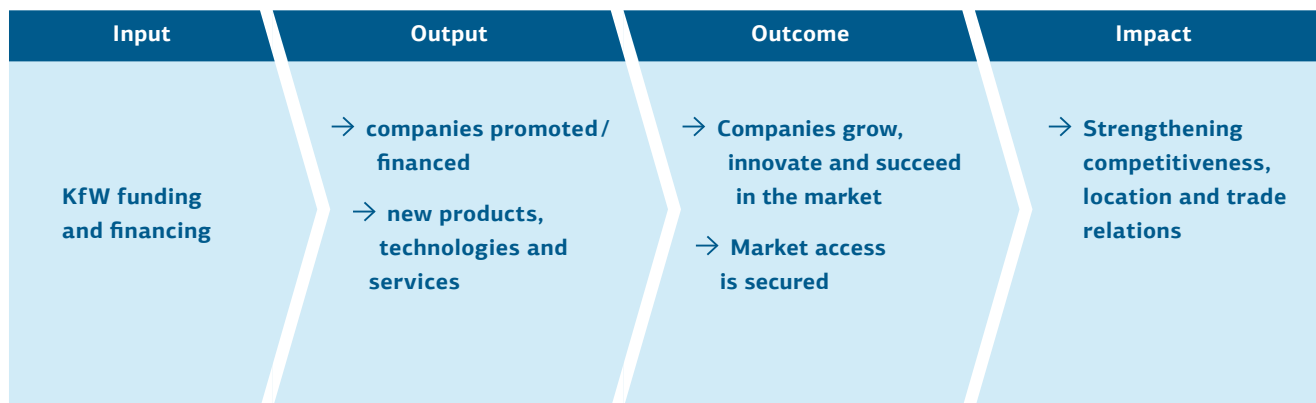 Input
KfW funding
and financing
Output
→ companies promoted/
financed
→ new products,
technologies and
services
Outcome
→ Companies grow,
innovate and succeed
in the market
→ Market access
is secured
Impact
→ Strengthening
competitiveness,
location and trade
relations